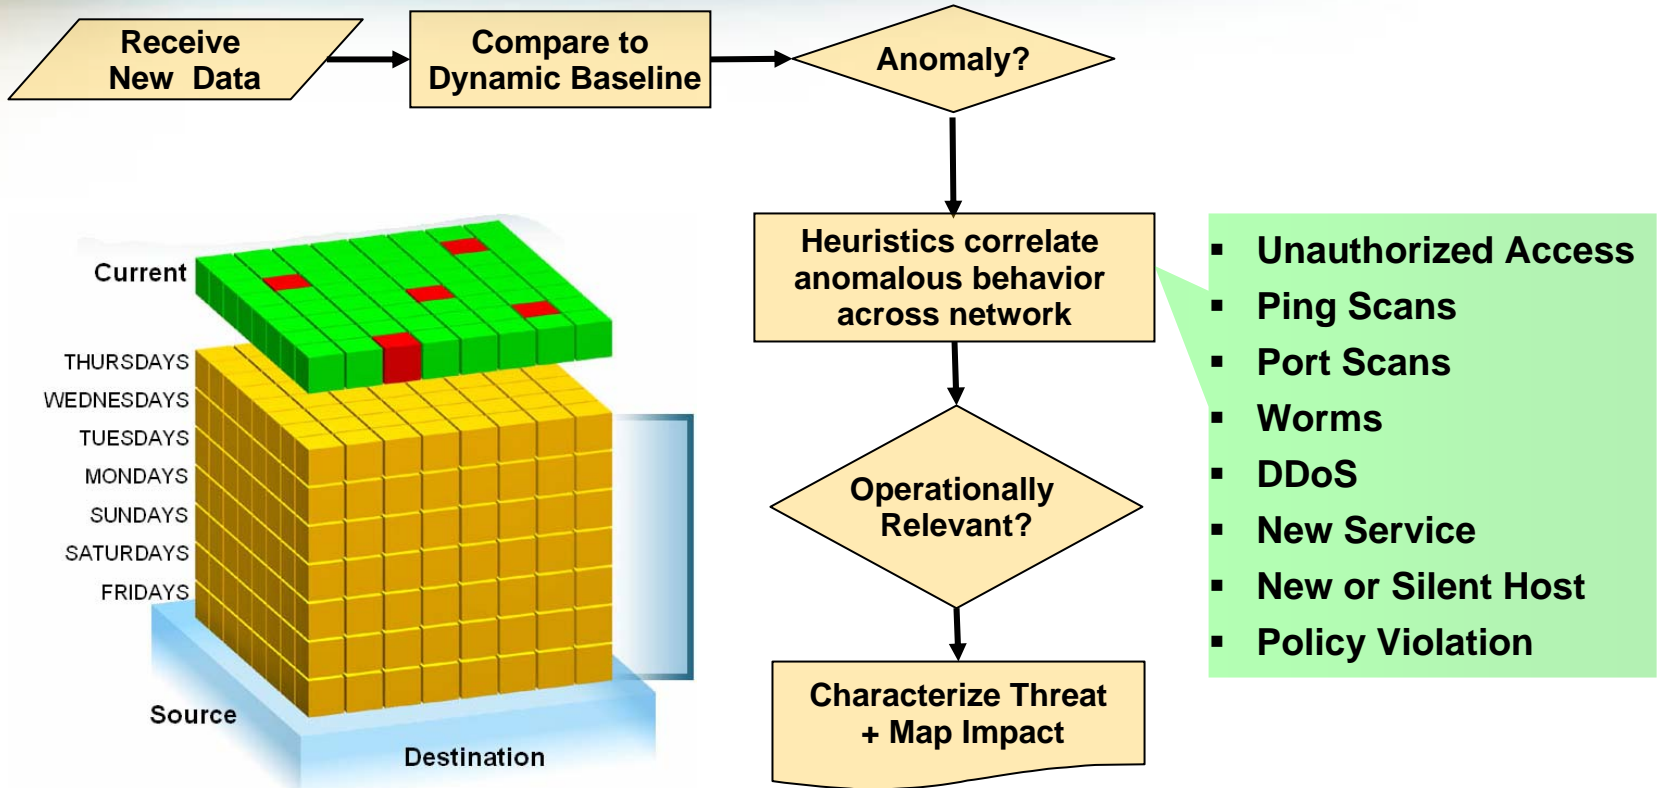 Receive
New Data
Compare to
Dynamic Baseline
Anomaly?
Heuristics correlate
anomalous behavior
across network
▪ Unauthorized Access
▪ Ping Scans
▪ Port Scans
▪ Worms
▪ DDoS
▪ New Service
▪ New or Silent Host
▪ Policy Violation
Operationally
Relevant?
Characterize Threat
+ Map Impact
Current
THURSDAYS
WEDNESDAYS
TUESDAYS
MONDAYS
SUNDAYS
SATURDAYS
FRIDAYS
Source
Destination